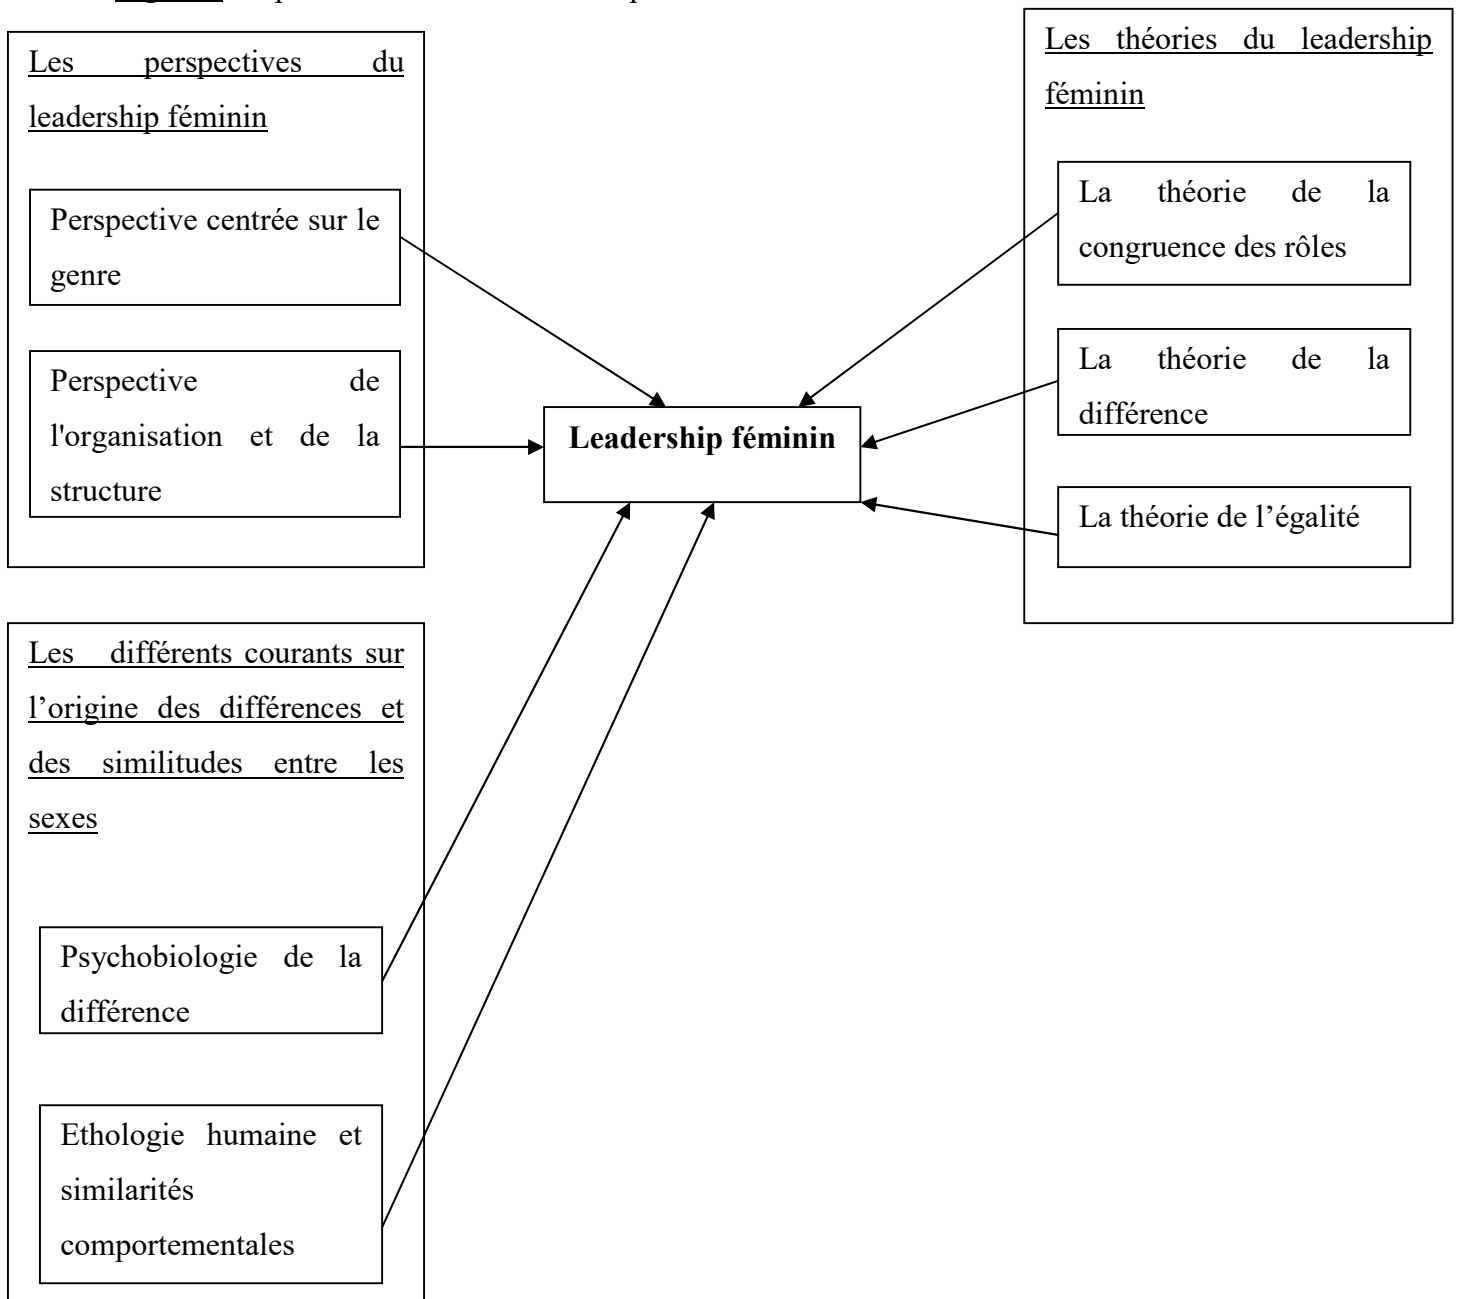 Les perspectives du
leadership féminin
Perspective centrée sur le
genre
Perspective de
l'organisation et de la
structure
Les différents courants sur
l’origine des différences et
des similitudes entre les
sexes
Psychobiologie de la
différence
Ethologie humaine et
similarités
comportementales
Leadership féminin
Les théories du leadership
féminin
La théorie de la
congruence des rôles
La théorie de la
différence
La théorie de l’égalité